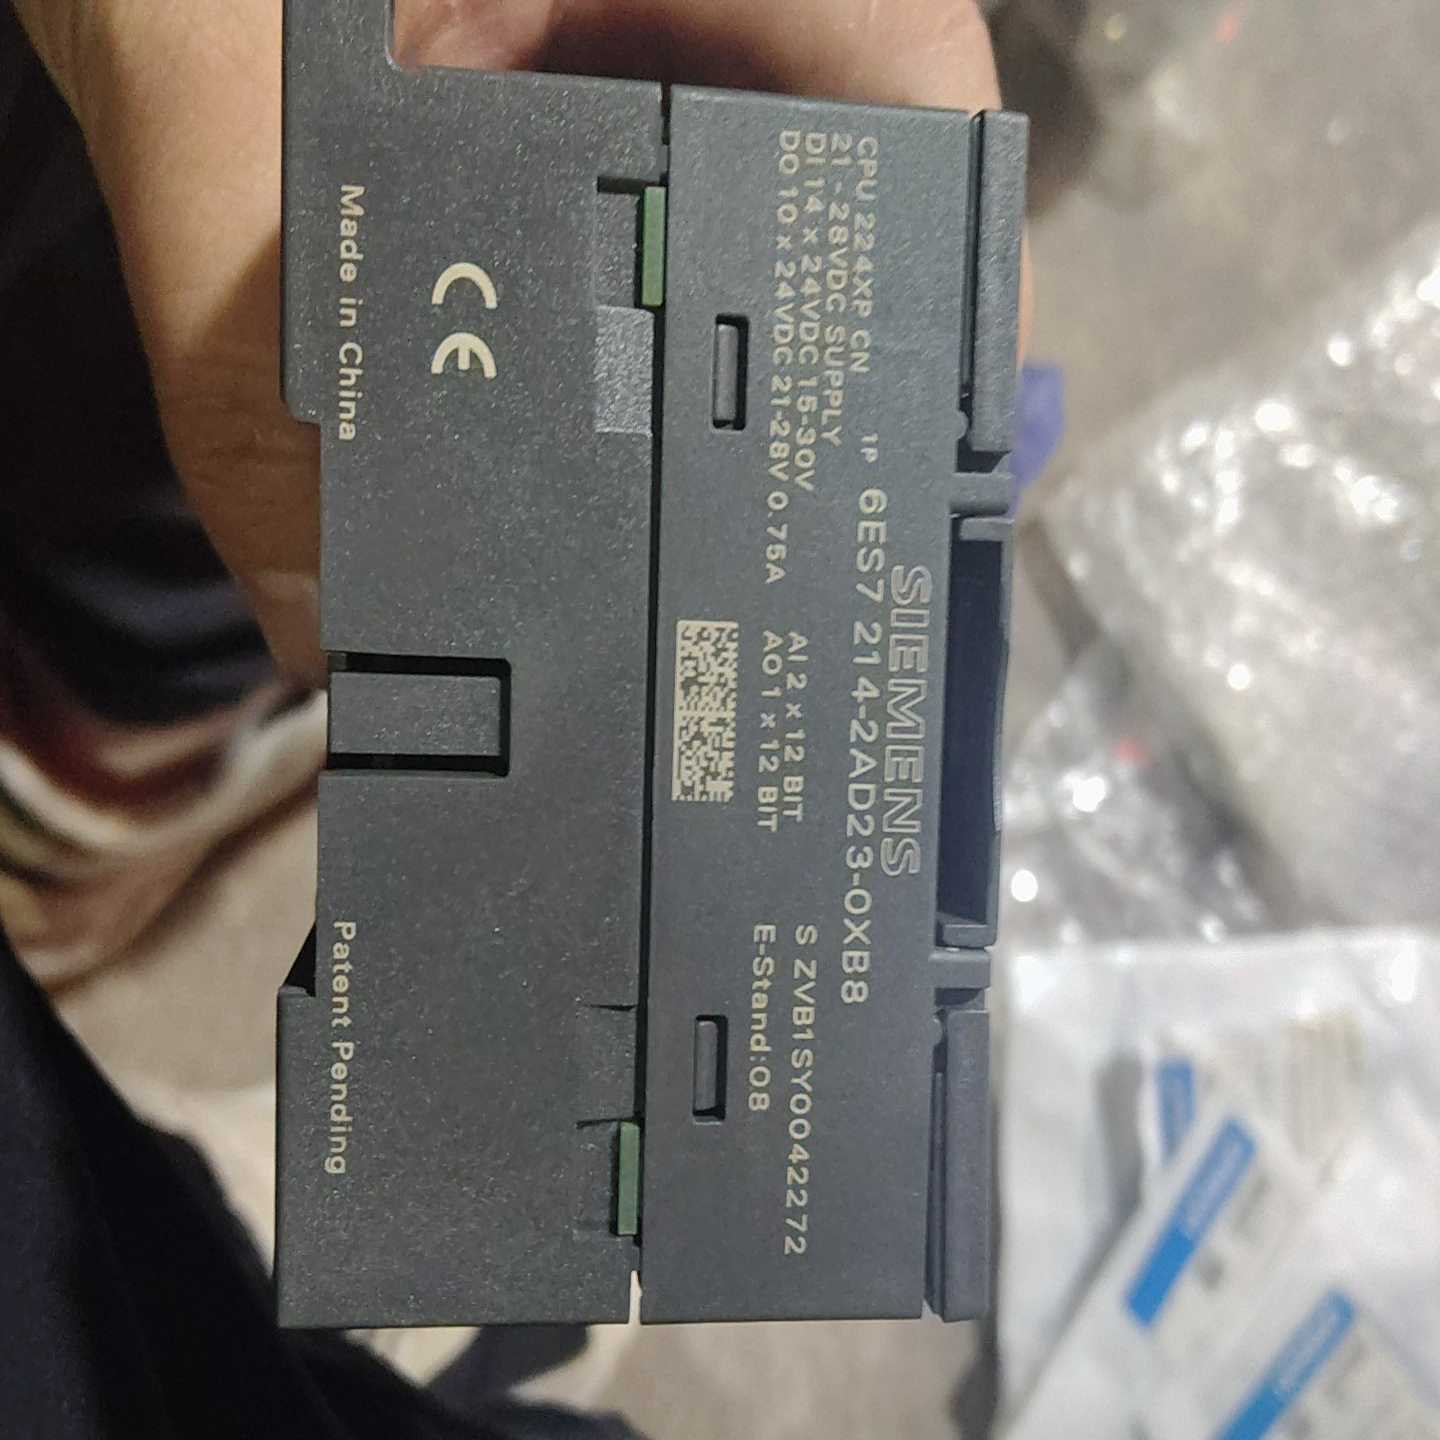 SIEMENS
CPU 224XP CN 1P 6ES7 214-2AD23-0XB8
21 -28VDC SUPPLY
DI 14 x 24VDC 15-30V AI 2 x 12 BIT S ZVB1SY0042272
DO 10 x 24VDC 21-28V 0.75A AO 1 x 12 BIT E-Stand:08
CE
Made in China Patent Pending